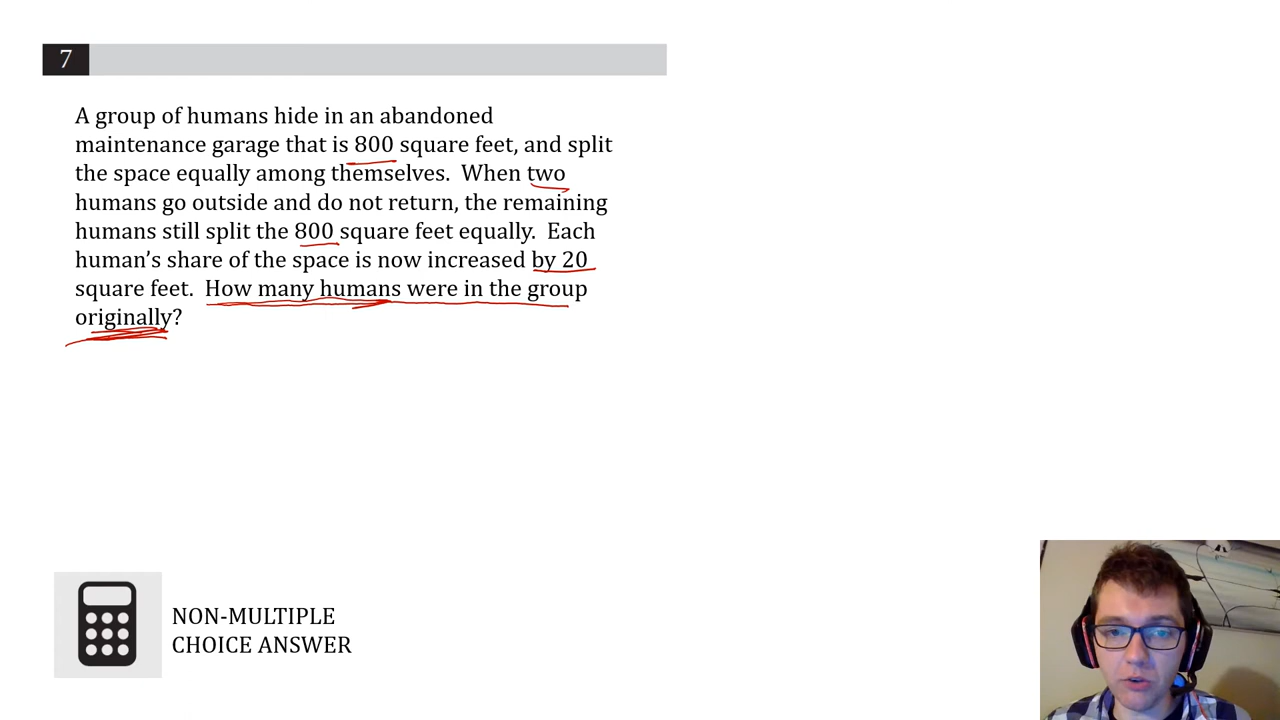 7
A group of humans hide in an abandoned
maintenance garage that is 800 square feet, and split
the space equally among themselves.  When two
humans go outside and do not return, the remaining
humans still split the 800 square feet equally.  Each
human’s share of the space is now increased by 20
square feet.  How many humans were in the group
originally?
NON-MULTIPLE
CHOICE ANSWER